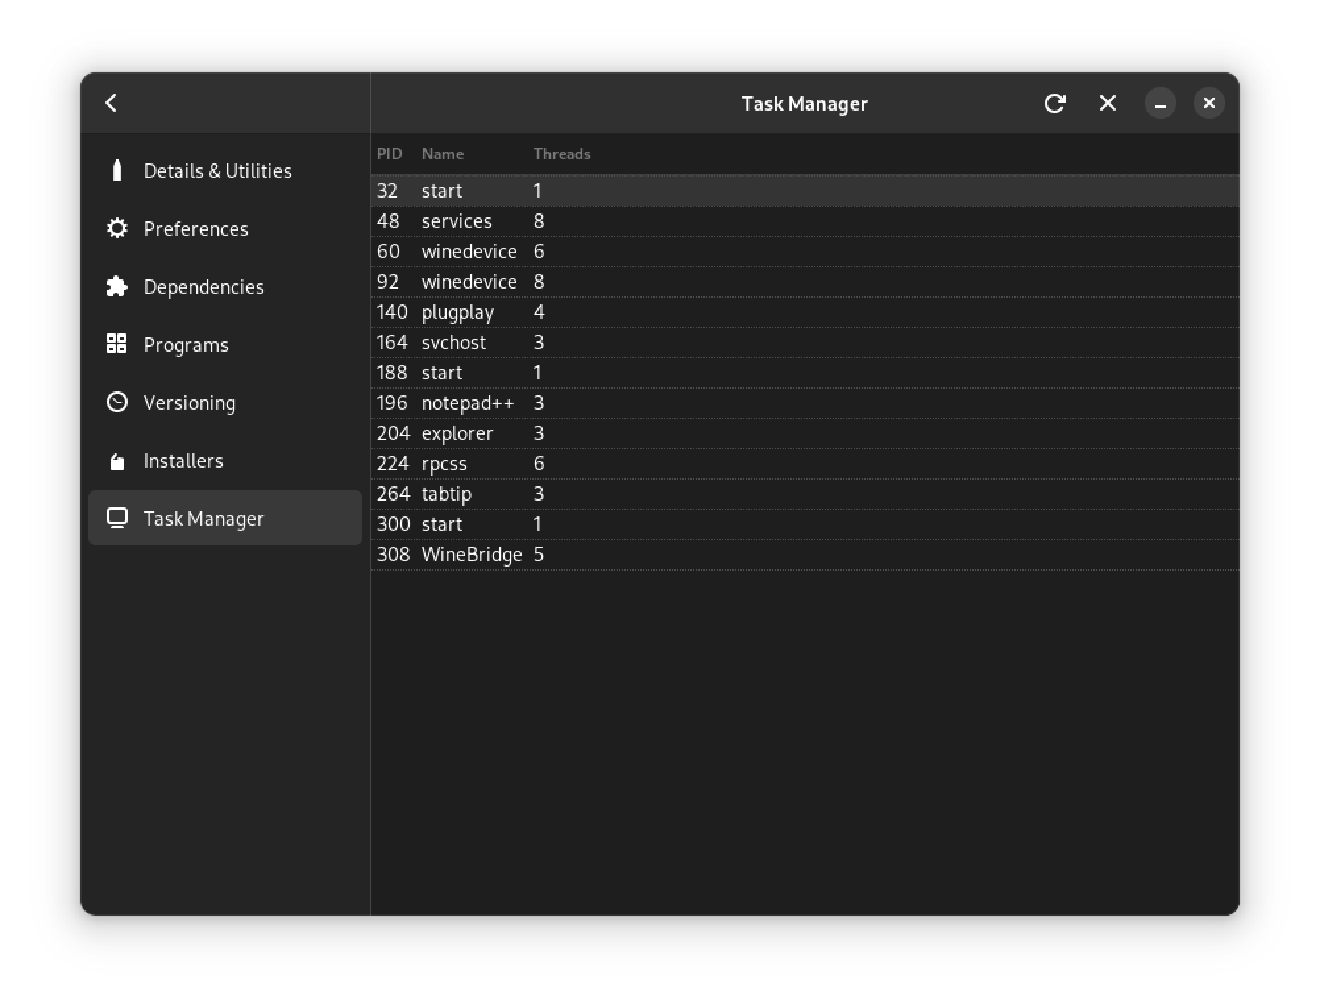 Task Manager
Details & Utilities
Preferences
Dependencies
Programs
Versioning
Installers
Task Manager
PID Name Threads
32 start 1
48 services 8
60 winedevice 6
92 winedevice 8
140 plugplay 4
164 svchost 3
188 start 1
196 notepad++ 3
204 explorer 3
224 rpcss 6
264 tabtip 3
300 start 1
308 WineBridge 5